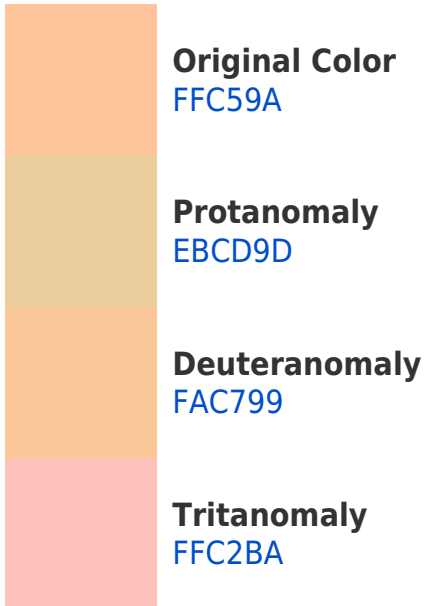 Original Color
FFC59A
Protanomaly
EBCD9D
Deuteranomaly
FAC799
Tritanomaly
FFC2BA